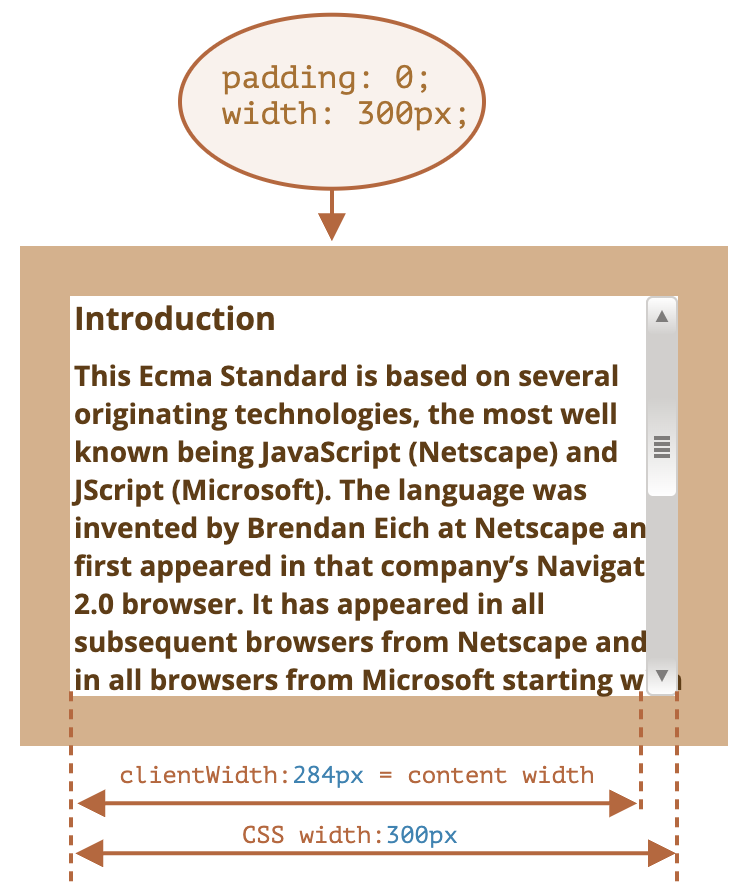 padding: 0;
width: 300px;
Introduction
This Ecma Standard is based on several
originating technologies, the most well
known being JavaScript (Netscape) and
JScript (Microsoft). The language was
invented by Brendan Eich at Netscape an
first appeared in that company’s Navigat
2.0 browser. It has appeared in all
subsequent browsers from Netscape and
in all browsers from Microsoft starting w
clientWidth:284px = content width
CSS width:300px